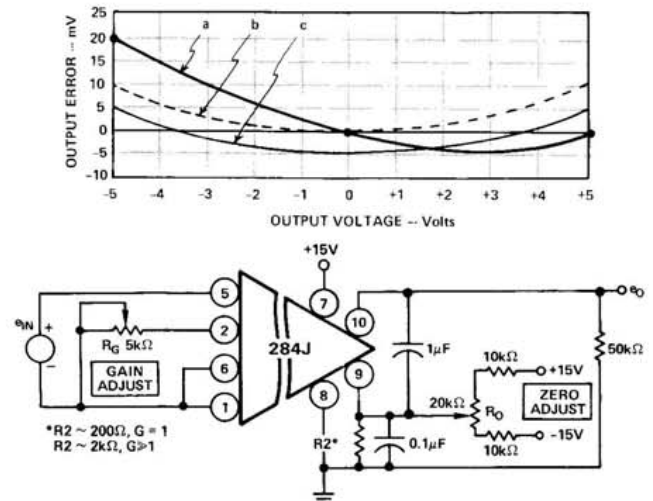 a b c
OUTPUT ERROR -- mV
25
20
15
10
5
0
-5
-10
-5 -4 -3 -2 -1 0 +1 +2 +3 +4 +5
OUTPUT VOLTAGE -- Volts
+15V
eIN
+
−
5
2
6
1
RG 5kΩ
GAIN
ADJUST
284J
7
10
9
8
eO
1μF
50kΩ
10kΩ
+15V
20kΩ
RO
ZERO
ADJUST
10kΩ
-15V
R2*
0.1μF
*R2 ~ 200Ω, G = 1
R2 ~ 2kΩ, G≫1